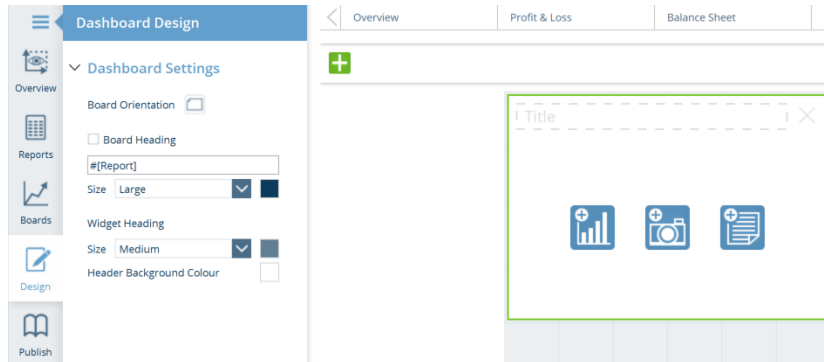 Overview
Reports
Boards
Design
Publish
Dashboard Design
Dashboard Settings
Board Orientation
Board Heading
#[Report]
Size Large
Widget Heading
Size Medium
Header Background Colour
Overview Profit & Loss Balance Sheet
Title